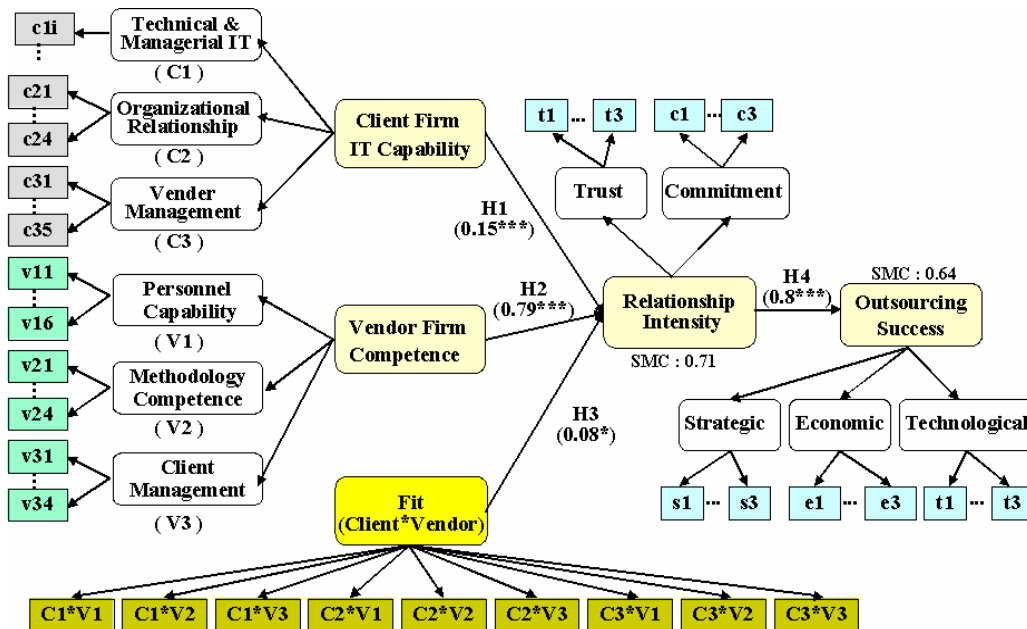 c1i
Technical &
Managerial IT
( C1 )
c21
c24
Organizational
Relationship
( C2 )
c31
c35
Vender
Management
( C3 )
v11
v16
Personnel
Capability
( V1 )
v21
v24
Methodology
Competence
( V2 )
v31
v34
Client
Management
( V3 )
Client Firm
IT Capability
Vendor Firm
Competence
Fit
(Client*Vendor)
H1
(0.15***)
H2
(0.79***)
H3
(0.08*)
t1 ... t3
c1 ... c3
Trust
Commitment
Relationship
Intensity
SMC : 0.71
H4
(0.8***)
SMC : 0.64
Outsourcing
Success
Strategic
Economic
Technological
s1 ... s3
e1 ... e3
t1 ... t3
C1*V1
C1*V2
C1*V3
C2*V1
C2*V2
C2*V3
C3*V1
C3*V2
C3*V3